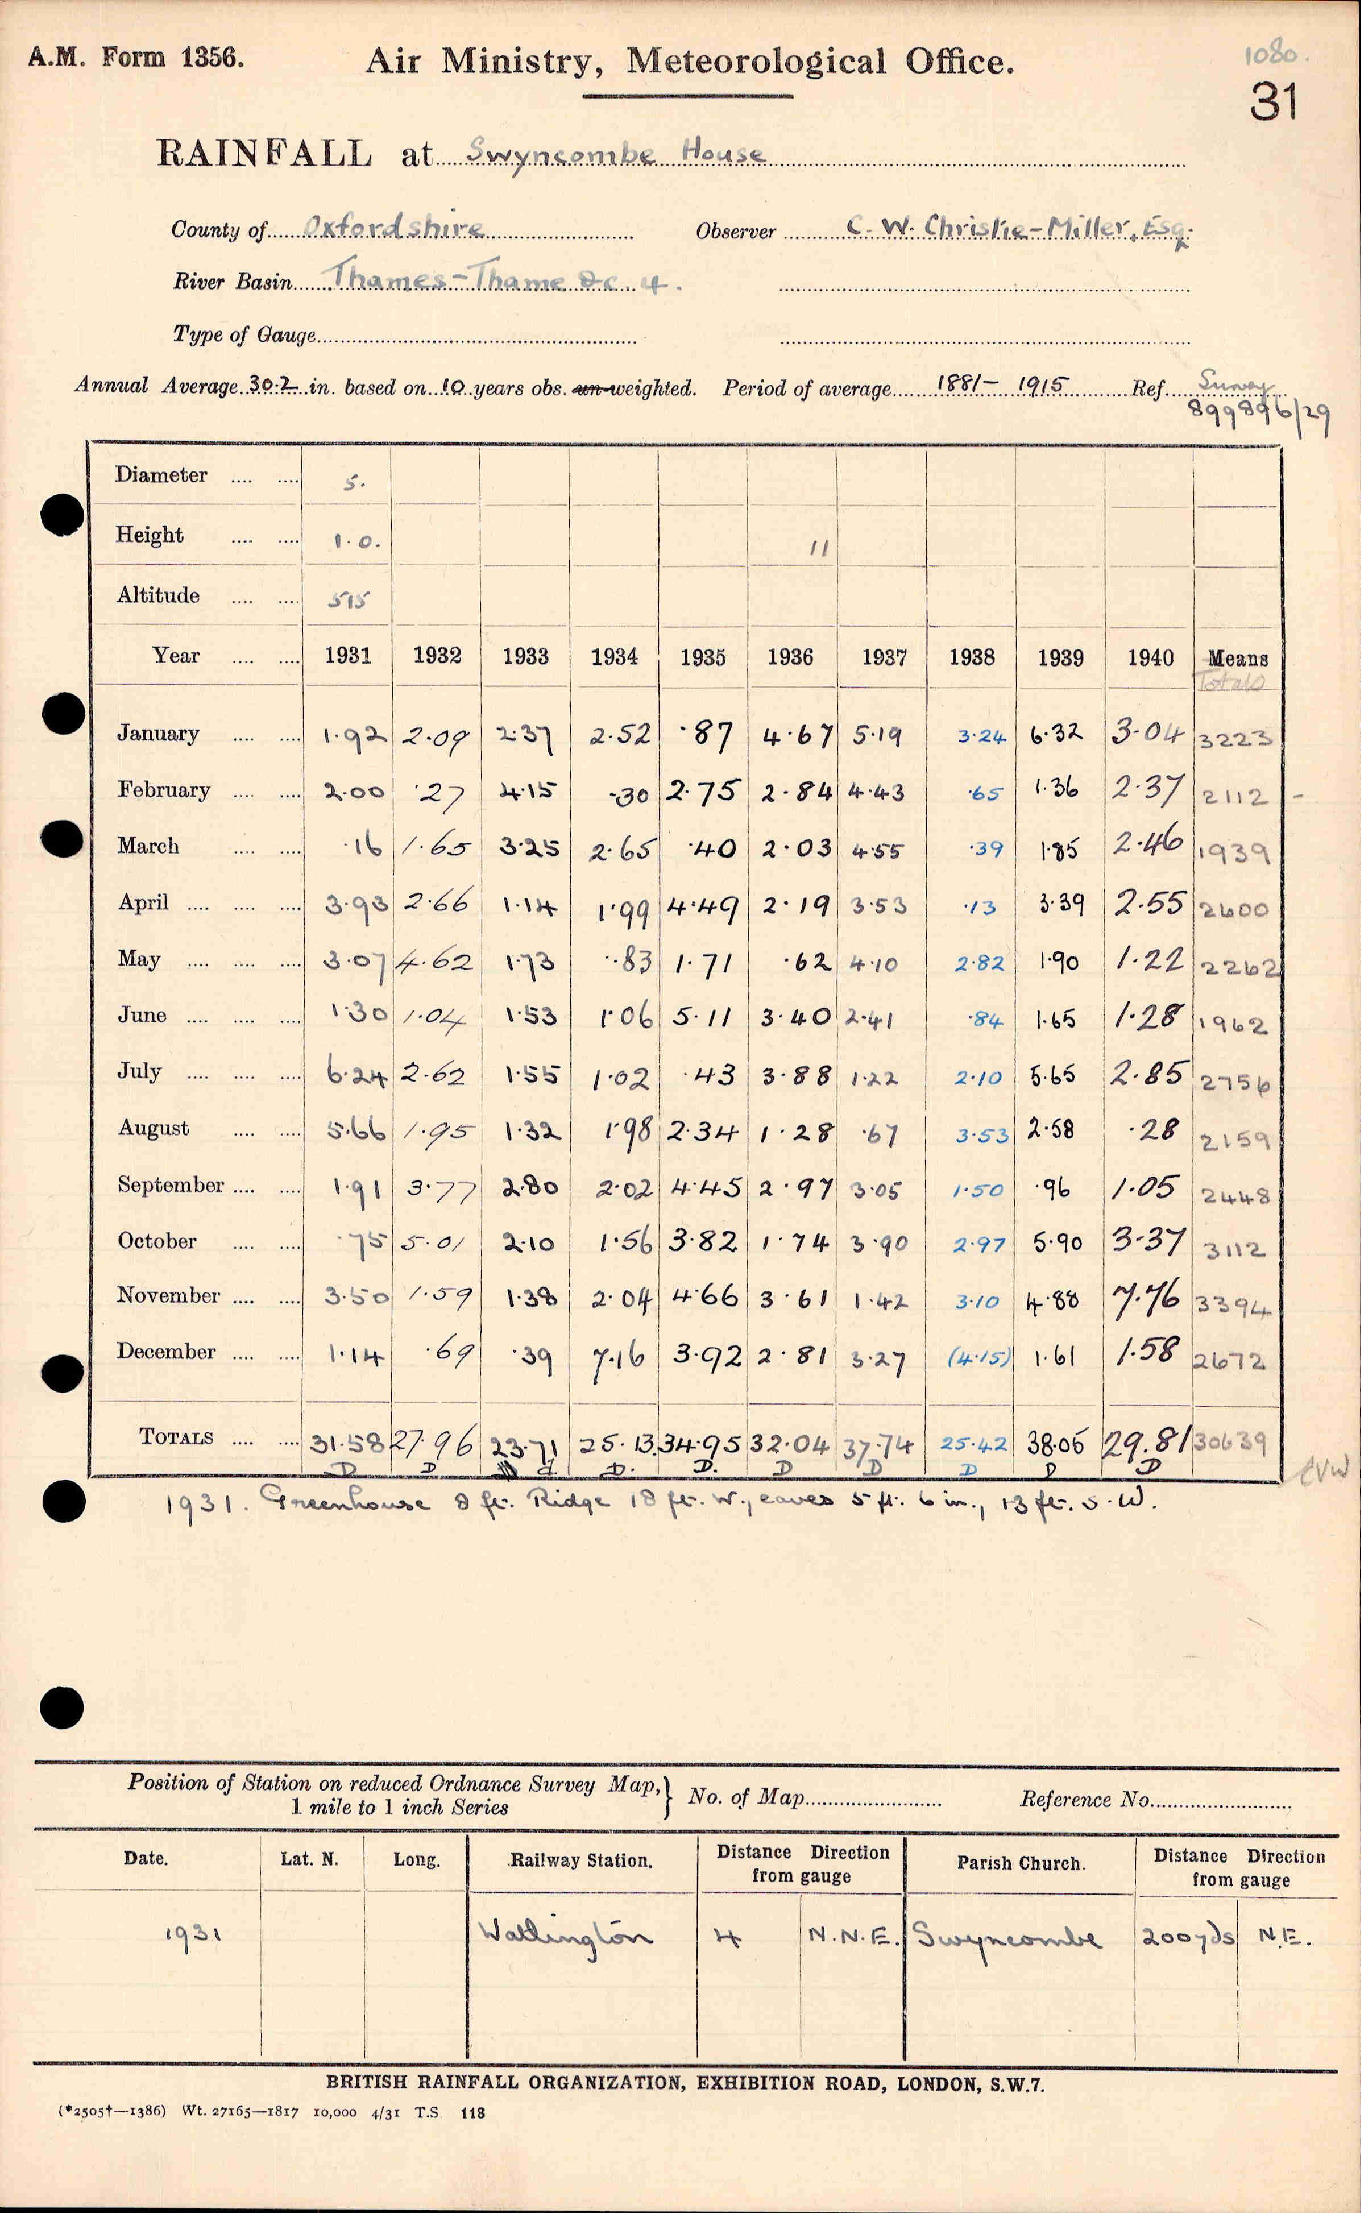 A.M. Form 1356. Air Ministry, Meteorological Office. 1080.
31
RAINFALL at Swyncombe House
County of Oxfordshire Observer C. W. Christie-Miller, Esq.
River Basin Thames-Thame &c. 4.
Type of Gauge
Annual Average 30.2 in. based on 10 years obs. un-weighted. Period of average 1881- 1915 Ref. Survey
899896/29
Diameter 5.
Height 1.0. 11
Altitude 515
Year 1931 1932 1933 1934 1935 1936 1937 1938 1939 1940 Means
Totals
January 1.92 2.09 2.37 2.52 .87 4.67 5.19 3.24 6.32 3.04 3223
February 2.00 .27 4.15 .30 2.75 2.84 4.43 .65 1.36 2.37 2112 -
March .16 1.65 3.25 2.65 .40 2.03 4.55 .39 1.85 2.46 1939
April 3.93 2.66 1.14 1.99 4.49 2.19 3.53 .13 3.39 2.55 2600
May 3.07 4.62 1.73 .83 1.71 .62 4.10 2.82 1.90 1.22 2262
June 1.30 1.04 1.53 1.06 5.11 3.40 2.41 .84 1.65 1.28 1962
July 6.24 2.62 1.55 1.02 .43 3.88 1.22 2.10 5.65 2.85 2756
August 5.66 1.95 1.32 1.98 2.34 1.28 .67 3.53 2.58 .28 2159
September 1.91 3.77 2.80 2.02 4.45 2.97 3.05 1.50 .96 1.05 2448
October .75 5.01 2.10 1.56 3.82 1.74 3.90 2.97 5.90 3.37 3112
November 3.50 1.59 1.38 2.04 4.66 3.61 1.42 3.10 4.88 7.76 3394
December 1.14 .69 .39 7.16 3.92 2.81 3.27 (4.15) 1.61 1.58 2672
TOTALS 31.58 27.96 23.71 25.13 34.95 32.04 37.74 25.42 38.05 29.81 30639
D D d D. D. D D D D D
1931. Greenhouse 8 ft. Ridge 18 ft. W., eaves 5 ft. 6 in., 13 ft. S.W.
Position of Station on reduced Ordnance Survey Map, } No. of Map Reference No.
1 mile to 1 inch Series
Date. Lat. N. Long. Railway Station. Distance Direction from gauge Parish Church. Distance Direction from gauge
1931 Watlington 4 N.N.E. Swyncombe 200 yds N.E.
BRITISH RAINFALL ORGANIZATION, EXHIBITION ROAD, LONDON, S.W.7.
(*2505†—1386) Wt. 27165—1817 10,000 4/31 T.S 118